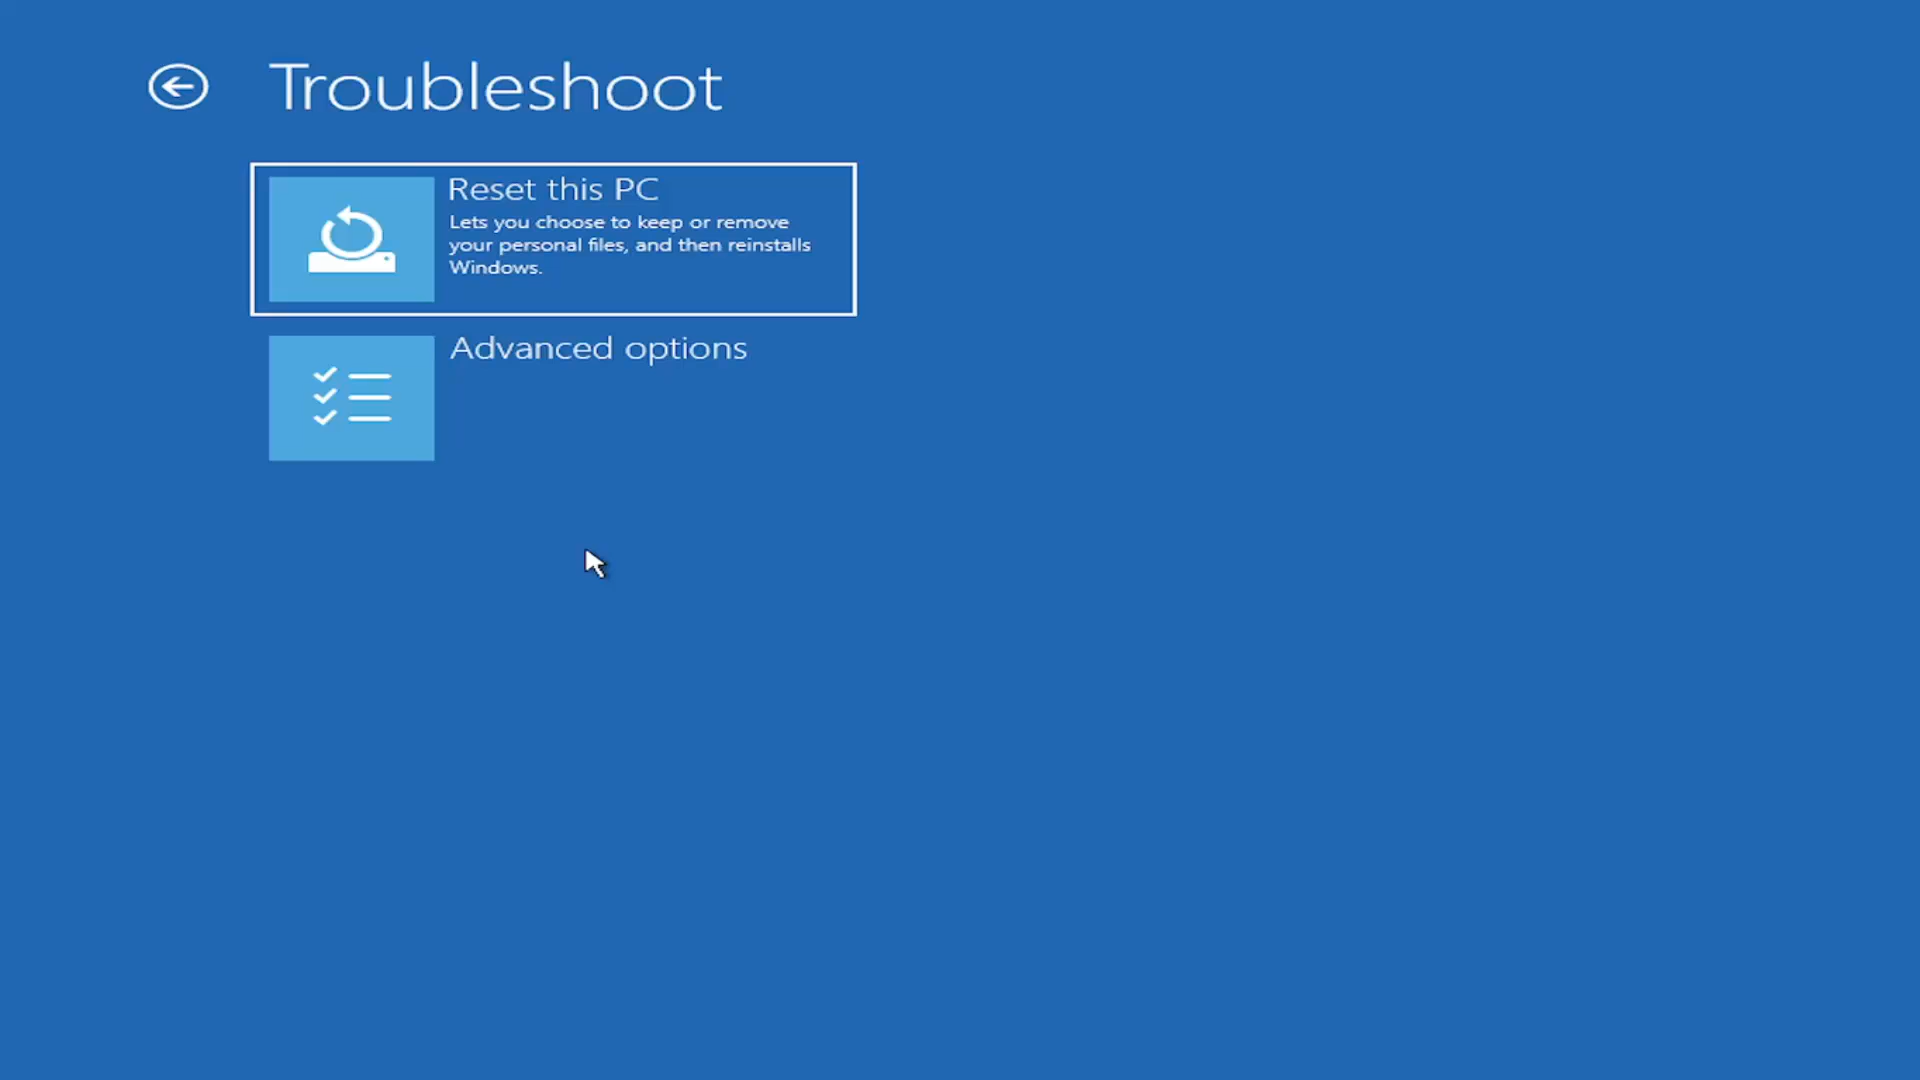 Troubleshoot
Reset this PC
Lets you choose to keep or remove
your personal files, and then reinstalls
Windows.
Advanced options